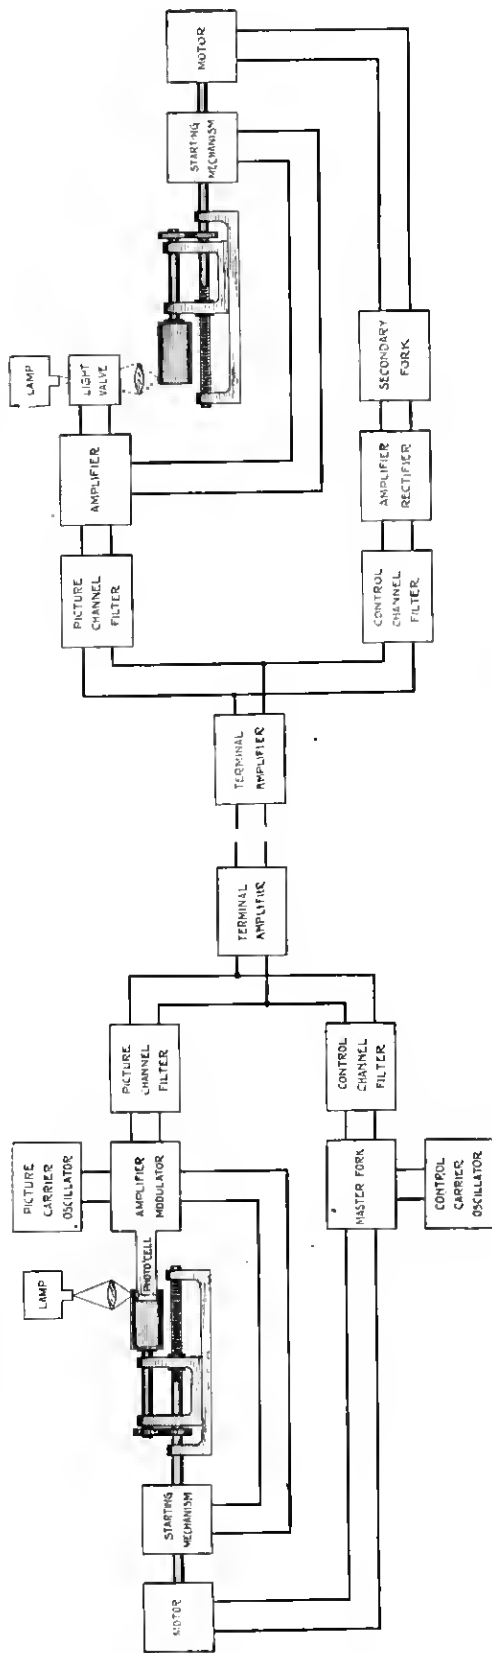 LAMP
PICTURE
CARRIER
OSCILLATOR
MOTOR
STARTING
MECHANISM
PHOTO CELL
AMPLIFIER
MODULATOR
PICTURE
CHANNEL
FILTER
MASTER FORK
CONTROL
CHANNEL
FILTER
CONTROL
CARRIER
OSCILLATOR
TERMINAL
AMPLIFIER
TERMINAL
AMPLIFIER
PICTURE
CHANNEL
FILTER
AMPLIFIER
LAMP
LIGHT
VALVE
STARTING
MECHANISM
MOTOR
CONTROL
CHANNEL
FILTER
AMPLIFIER
RECTIFIER
SECONDARY
FORK